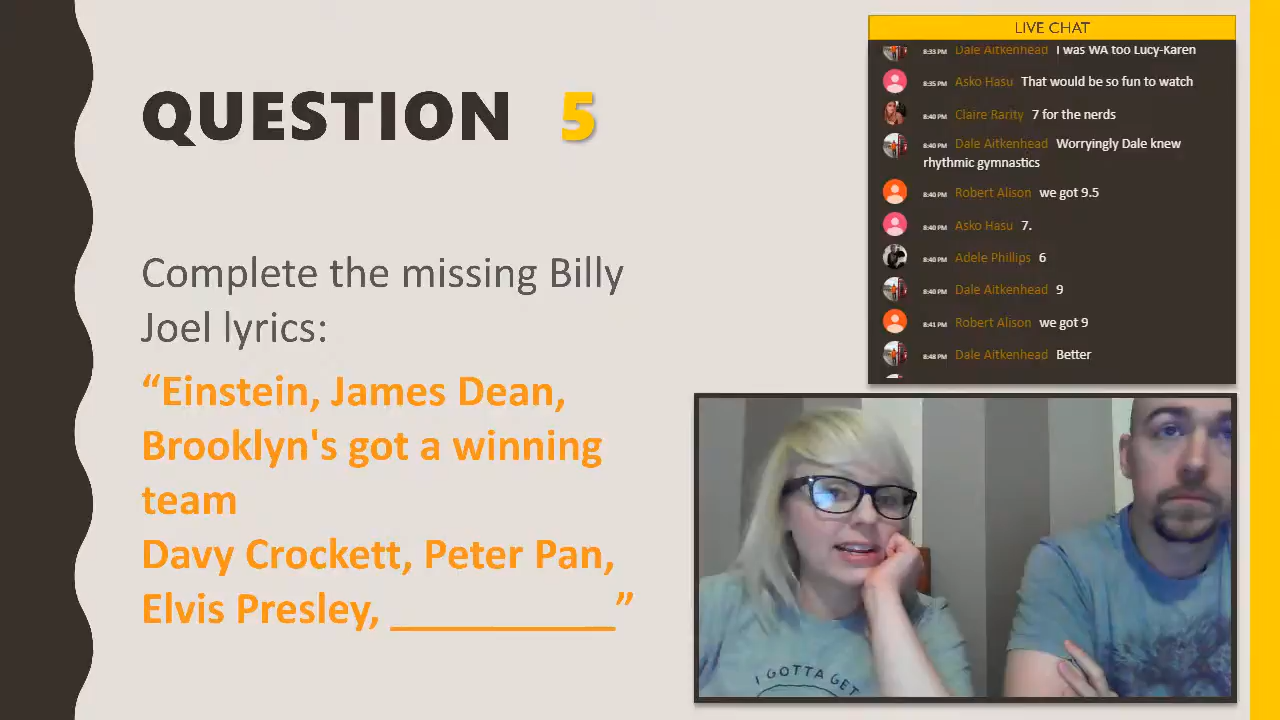 QUESTION 5
Complete the missing Billy
Joel lyrics:
“Einstein, James Dean,
Brooklyn's got a winning
team
Davy Crockett, Peter Pan,
Elvis Presley, __________”
LIVE CHAT
8:33 PM Dale Aitkenhead I was WA too Lucy-Karen
8:35 PM Asko Hasu That would be so fun to watch
8:40 PM Claire Rarity 7 for the nerds
8:40 PM Dale Aitkenhead Worryingly Dale knew
rhythmic gymnastics
8:40 PM Robert Alison we got 9.5
8:40 PM Asko Hasu 7.
8:40 PM Adele Phillips 6
8:40 PM Dale Aitkenhead 9
8:41 PM Robert Alison we got 9
8:48 PM Dale Aitkenhead Better
I GOTTA GET